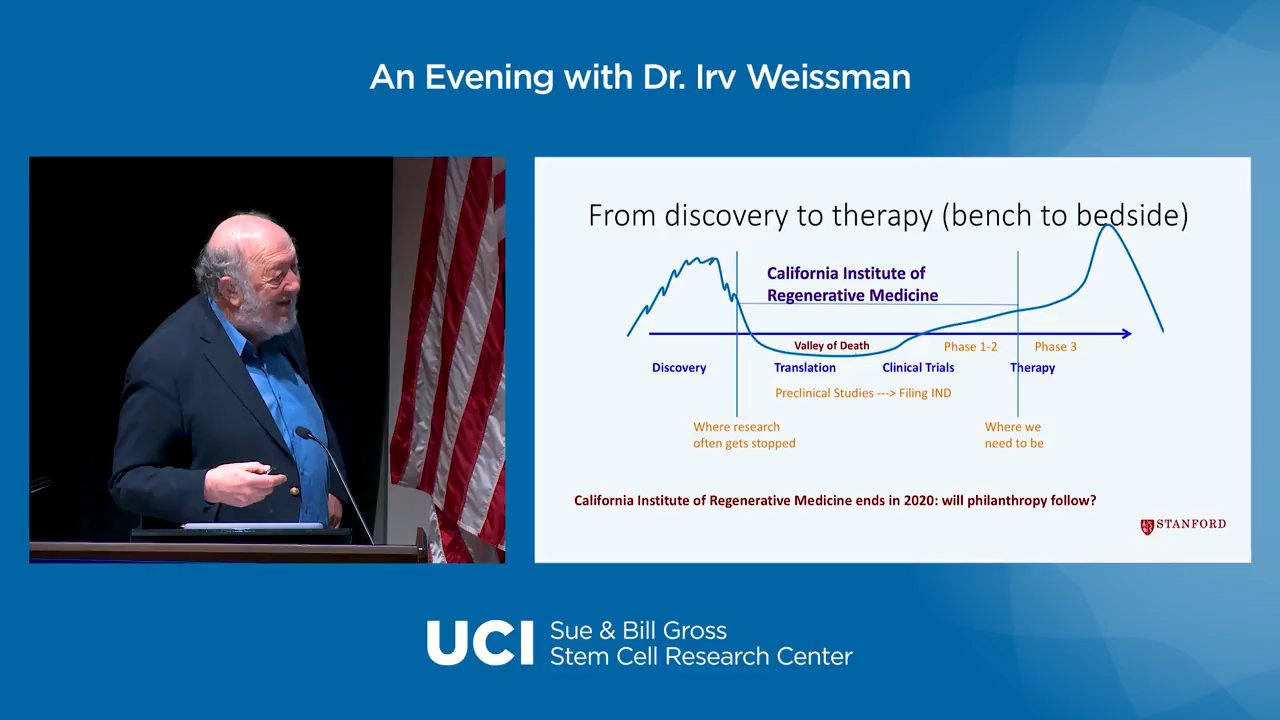 An Evening with Dr. Irv Weissman
From discovery to therapy (bench to bedside)
California Institute of
Regenerative Medicine
Valley of Death
Phase 1-2
Phase 3
Discovery
Translation
Clinical Trials
Therapy
Preclinical Studies ---> Filing IND
Where research
often gets stopped
Where we
need to be
California Institute of Regenerative Medicine ends in 2020: will philanthropy follow?
STANFORD
UCI
Sue & Bill Gross
Stem Cell Research Center